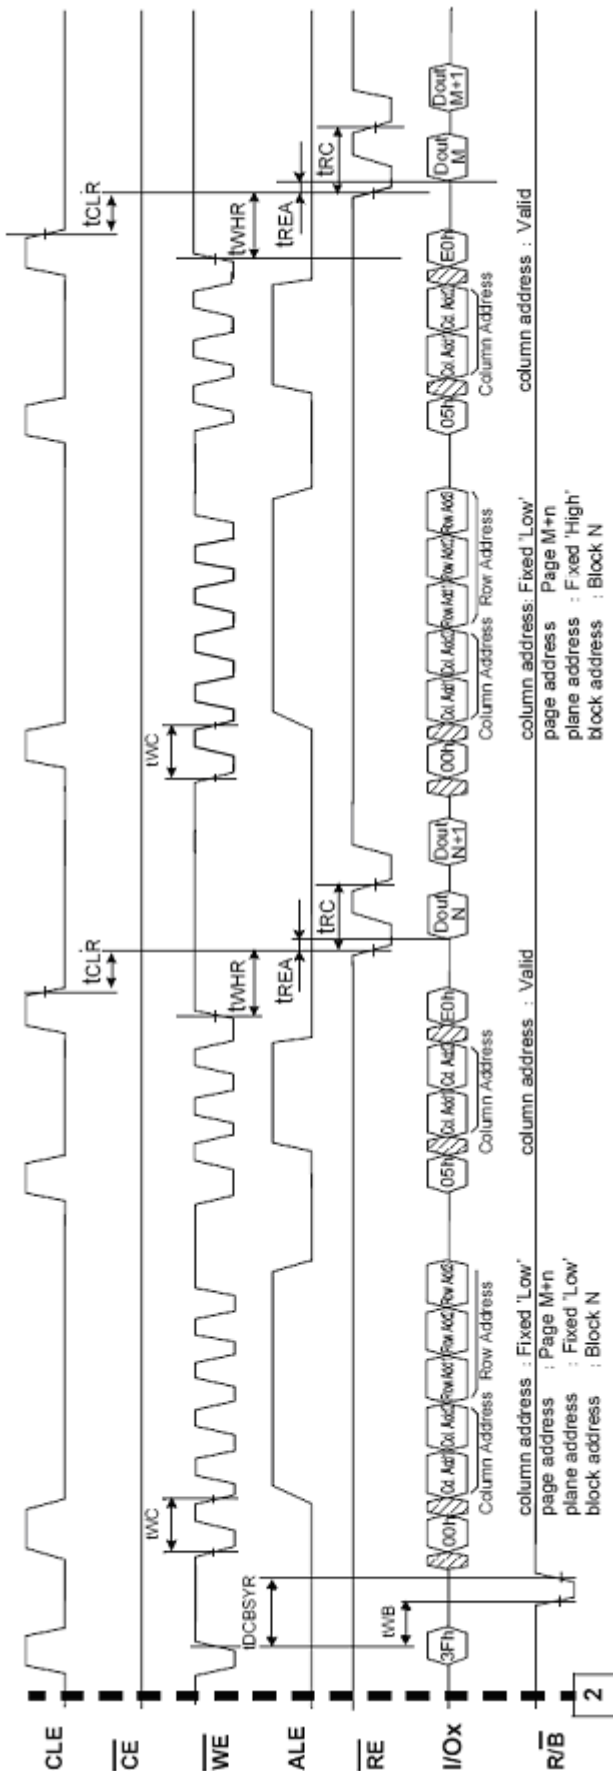 CLE
tCLR tCLR
CE
tWC tWC
WE
tWHR tWHR
tDCBSYR
ALE
tREA tREA
tRC tRC
RE
tWB
3Fh 00h Col. Add1 Col. Add2 Row Add1 Row Add2 Row Add3 05h Col. Add1 Col. Add2 E0h Dout N Dout N+1 00h Col. Add1 Col. Add2 Row Add1 Row Add2 Row Add3 05h Col. Add1 Col. Add2 E0h Dout M Dout M+1
I/Ox
Column Address Row Address Column Address Column Address Row Address Column Address
R/B
column address : Fixed 'Low'
page address : Page M+n
plane address : Fixed 'Low'
block address : Block N
column address : Valid
column address: Fixed 'Low'
page address Page M+n
plane address : Fixed 'High'
block address : Block N
column address : Valid
2